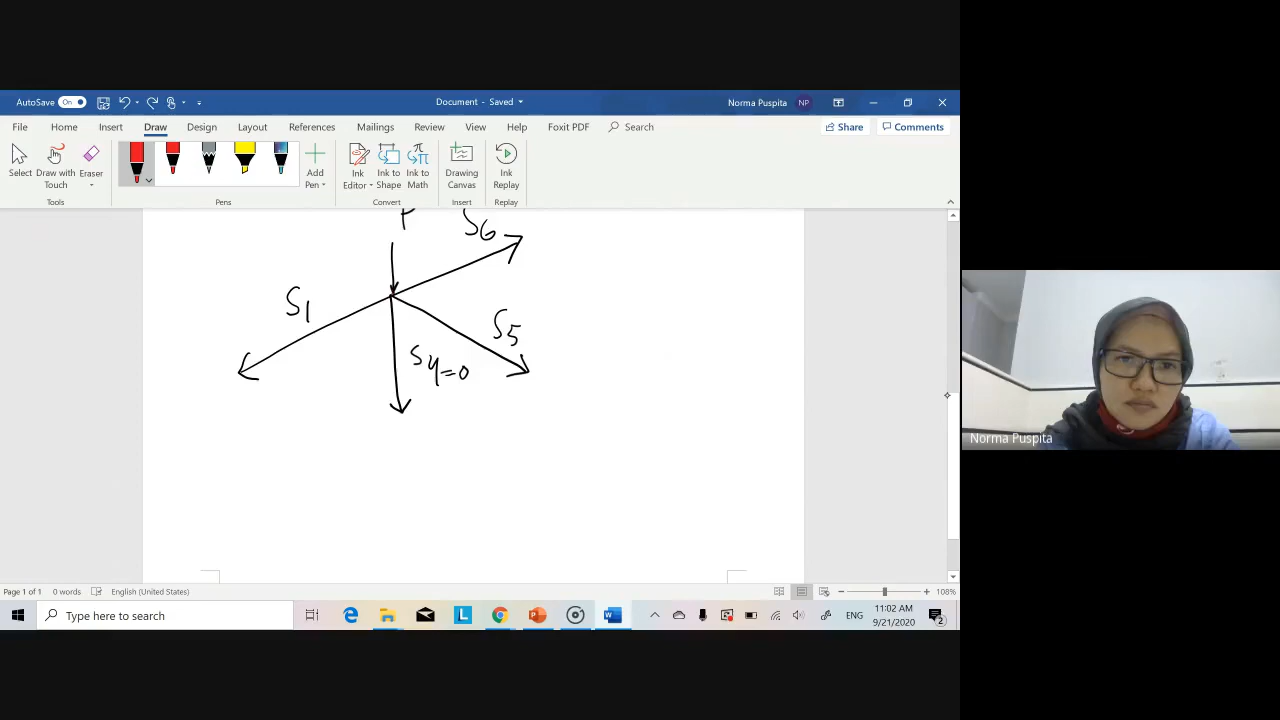 AutoSave On
Document - Saved
Norma Puspita NP
File Home Insert Draw Design Layout References Mailings Review View Help Foxit PDF Search Share Comments
Select
Draw with Touch
Eraser
Add Pen
Ink Editor
Ink to Shape
Ink to Math
Drawing Canvas
Ink Replay
Tools Pens Convert Insert Replay
P
S6
S1
S5
S4=0
Norma Puspita
Page 1 of 1 0 words English (United States) 108%
Type here to search
ENG
11:02 AM
9/21/2020
2